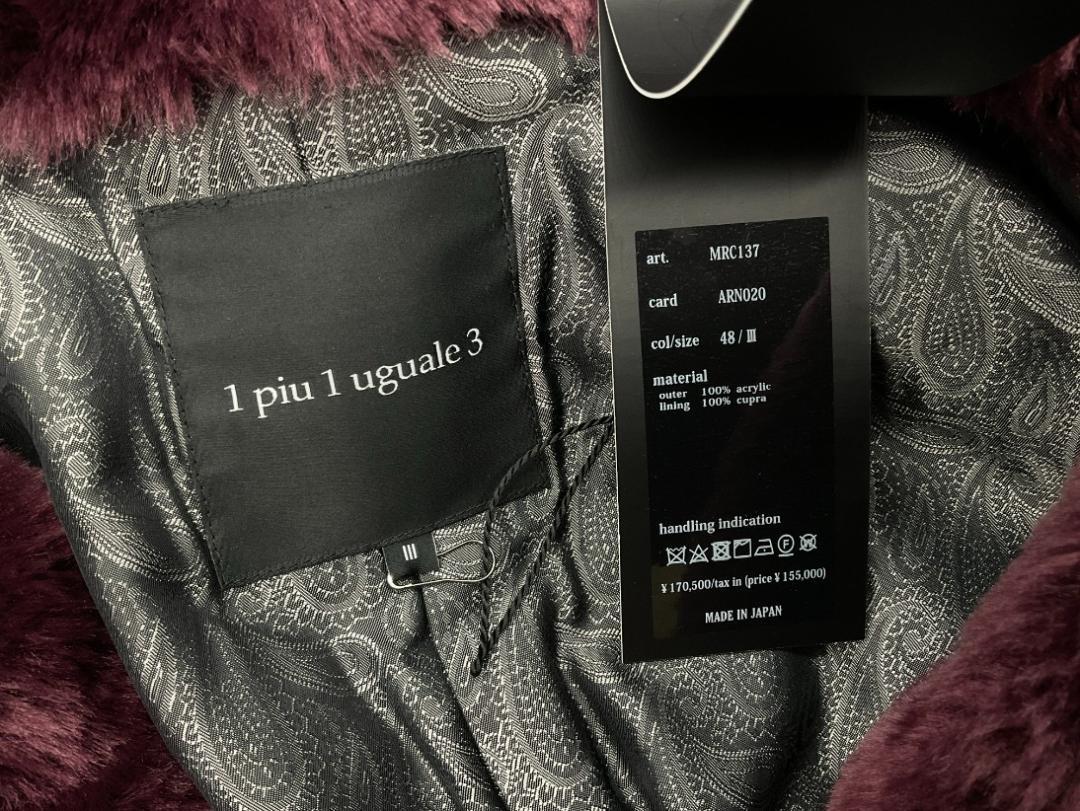 1 piu 1 uguale 3
III
art. MRC137
card ARN020
col/size 48 / III
material
outer 100% acrylic
lining 100% cupra
handling indication
¥170,500/tax in (price ¥155,000)
MADE IN JAPAN